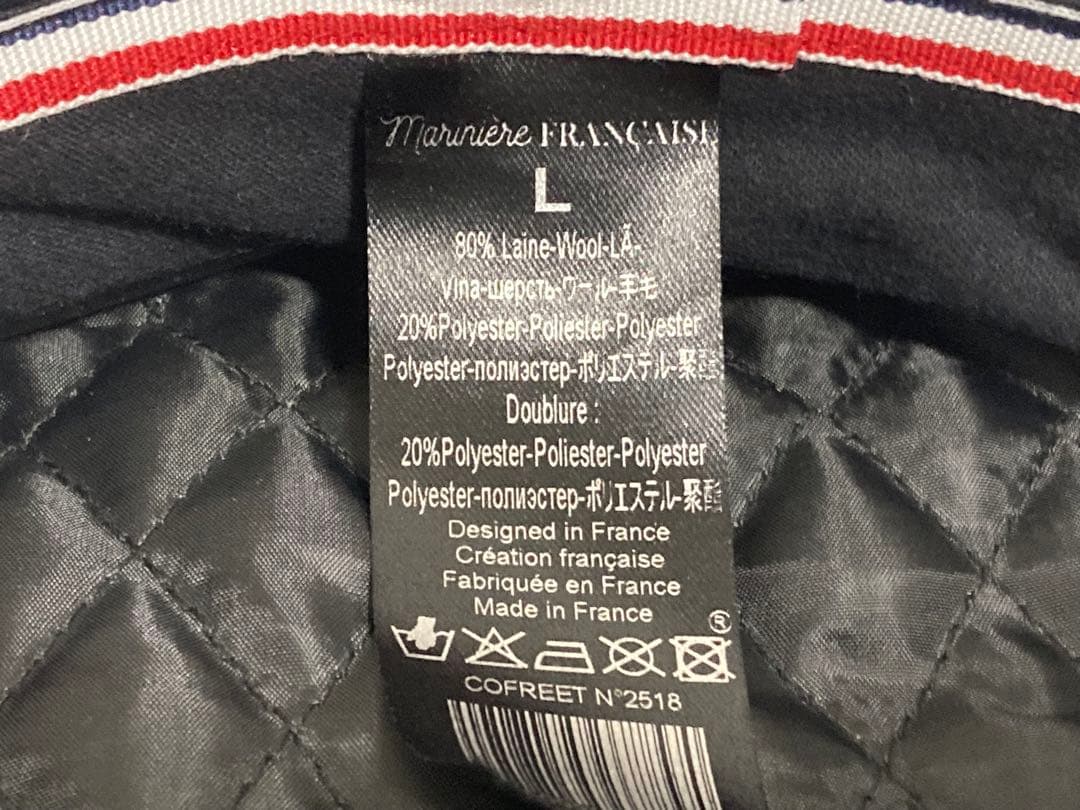 Marinière FRANÇAISE
L
80% Laine-Wool-LÃ-
Vlna-шерсть-ウール-羊毛
20%Polyester-Poliester-Polyester
Polyester-полиэстер-ポリエステル-聚酯
Doublure :
20%Polyester-Poliester-Polyester
Polyester-полиэстер-ポリエステル-聚酯
Designed in France
Création française
Fabriquée en France
Made in France
®
COFREET N°2518